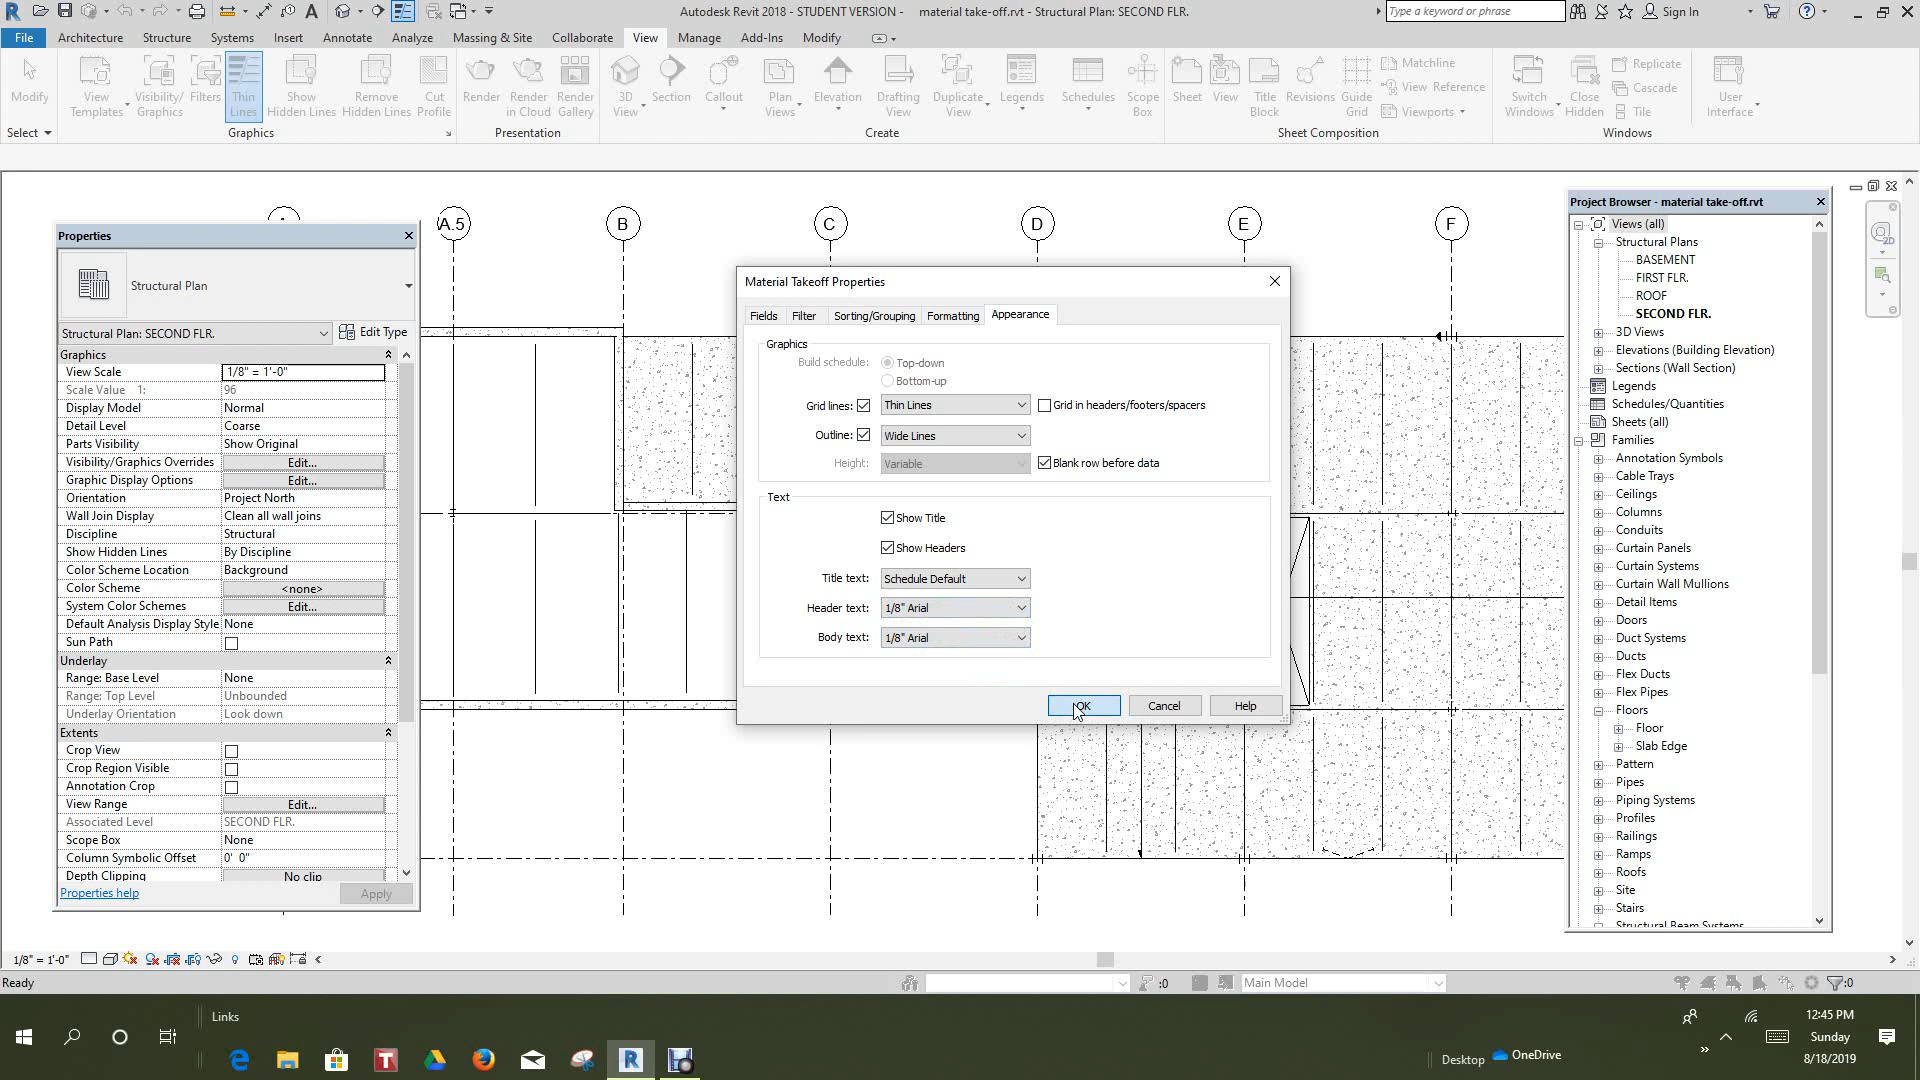 Autodesk Revit 2018 - STUDENT VERSION - material take-off.rvt - Structural Plan: SECOND FLR.
Type a keyword or phrase
Sign In
File Architecture Structure Systems Insert Annotate Analyze Massing & Site Collaborate View Manage Add-Ins Modify
Modify
View Templates
Visibility/ Graphics
Filters
Thin Lines
Show Hidden Lines
Remove Hidden Lines
Cut Profile
Render
Render in Cloud
Render Gallery
3D View
Section
Callout
Plan Views
Elevation
Drafting View
Duplicate View
Legends
Schedules
Scope Box
Sheet
View
Title Block
Revisions
Guide Grid
Matchline
View Reference
Viewports
Switch Windows
Close Hidden
Replicate
Cascade
Tile
User Interface
Select
Graphics
Presentation
Create
Sheet Composition
Windows
A.5
B
C
D
E
F
Properties
Structural Plan
Structural Plan: SECOND FLR.
Edit Type
Graphics
View Scale 1/8" = 1'-0"
Scale Value 1: 96
Display Model Normal
Detail Level Coarse
Parts Visibility Show Original
Visibility/Graphics Overrides Edit...
Graphic Display Options Edit...
Orientation Project North
Wall Join Display Clean all wall joins
Discipline Structural
Show Hidden Lines By Discipline
Color Scheme Location Background
Color Scheme <none>
System Color Schemes Edit...
Default Analysis Display Style None
Sun Path
Underlay
Range: Base Level None
Range: Top Level Unbounded
Underlay Orientation Look down
Extents
Crop View
Crop Region Visible
Annotation Crop
View Range Edit...
Associated Level SECOND FLR.
Scope Box None
Column Symbolic Offset 0' 0"
Depth Clipping No clip
Properties help
Apply
Material Takeoff Properties
Fields Filter Sorting/Grouping Formatting Appearance
Graphics
Build schedule: Top-down
Bottom-up
Grid lines: Thin Lines Grid in headers/footers/spacers
Outline: Wide Lines
Height: Variable Blank row before data
Text
Show Title
Show Headers
Title text: Schedule Default
Header text: 1/8" Arial
Body text: 1/8" Arial
OK
Cancel
Help
Project Browser - material take-off.rvt
Views (all)
Structural Plans
BASEMENT
FIRST FLR.
ROOF
SECOND FLR.
3D Views
Elevations (Building Elevation)
Sections (Wall Section)
Legends
Schedules/Quantities
Sheets (all)
Families
Annotation Symbols
Cable Trays
Ceilings
Columns
Conduits
Curtain Panels
Curtain Systems
Curtain Wall Mullions
Detail Items
Doors
Duct Systems
Ducts
Flex Ducts
Flex Pipes
Floors
Floor
Slab Edge
Parking
Pattern
Pipes
Piping Systems
Profiles
Railings
Ramps
Roofs
Site
Stairs
Structural Beam Systems
2D
1/8" = 1'-0"
Ready
:0
Main Model
:0
Links
Desktop
OneDrive
12:45 PM
Sunday
8/18/2019